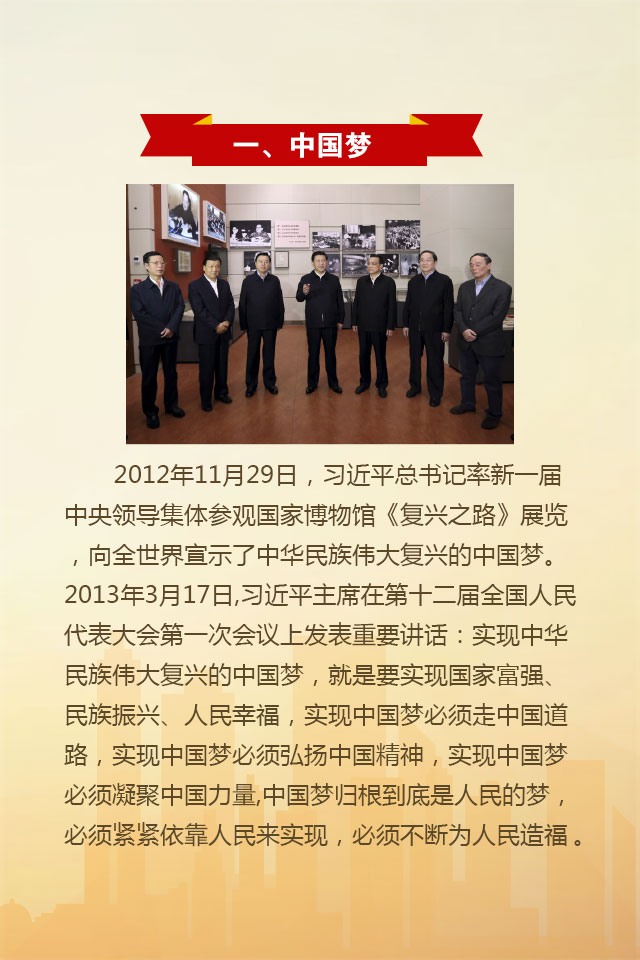 一、中国梦
2012年11月29日，习近平总书记率新一届
中央领导集体参观国家博物馆《复兴之路》展览
，向全世界宣示了中华民族伟大复兴的中国梦。
2013年3月17日,习近平主席在第十二届全国人民
代表大会第一次会议上发表重要讲话：实现中华
民族伟大复兴的中国梦，就是要实现国家富强、
民族振兴、人民幸福，实现中国梦必须走中国道
路，实现中国梦必须弘扬中国精神，实现中国梦
必须凝聚中国力量,中国梦归根到底是人民的梦，
必须紧紧依靠人民来实现，必须不断为人民造福。